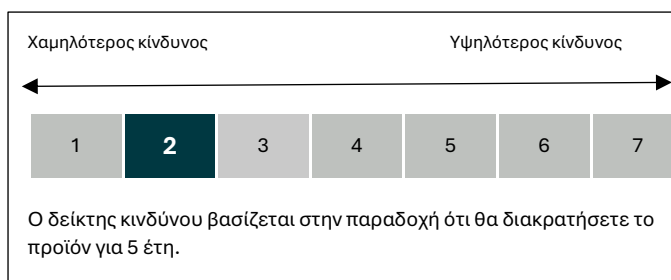 Χαμηλότερος κίνδυνος Υψηλότερος κίνδυνος
1 2 3 4 5 6 7
Ο δείκτης κινδύνου βασίζεται στην παραδοχή ότι θα διακρατήσετε το
προϊόν για 5 έτη.